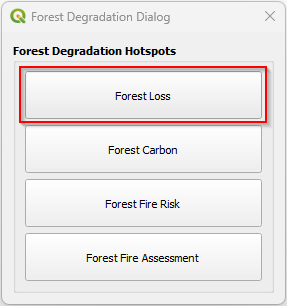 Forest Degradation Dialog
Forest Degradation Hotspots
Forest Loss
Forest Carbon
Forest Fire Risk
Forest Fire Assessment